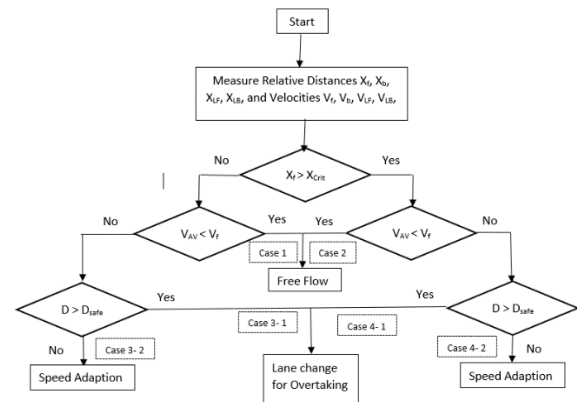 Start
Measure Relative Distances Xf, Xb,
XLF, XLB, and Velocities Vf, Vb, VLF, VLB,
No
Xf > XCrit
Yes
No
VAV < Vf
Yes
Yes
VAV < Vf
No
Case 1
Case 2
Free Flow
D > Dsafe
Yes
Yes
D > Dsafe
Case 3- 1
Case 4- 1
No
Case 3- 2
Case 4- 2
No
Speed Adaption
Lane change
for Overtaking
Speed Adaption